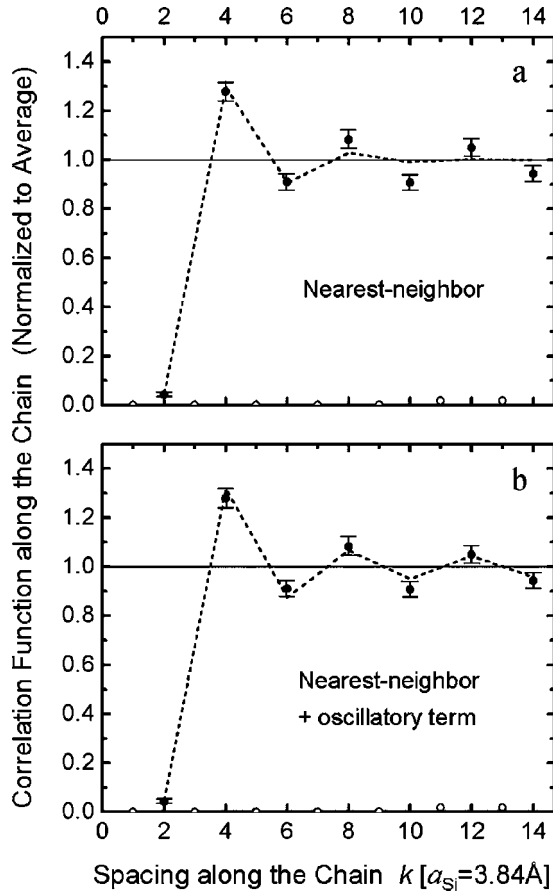 0 2 4 6 8 10 12 14
1.4
a
1.2
1.0
0.8
0.6
Nearest-neighbor
0.4
0.2
0.0
Correlation Function along the Chain (Normalized to Average)
1.4
b
1.2
1.0
0.8
0.6
Nearest-neighbor
+ oscillatory term
0.4
0.2
0.0
0 2 4 6 8 10 12 14
Spacing along the Chain k [aSi=3.84Å]